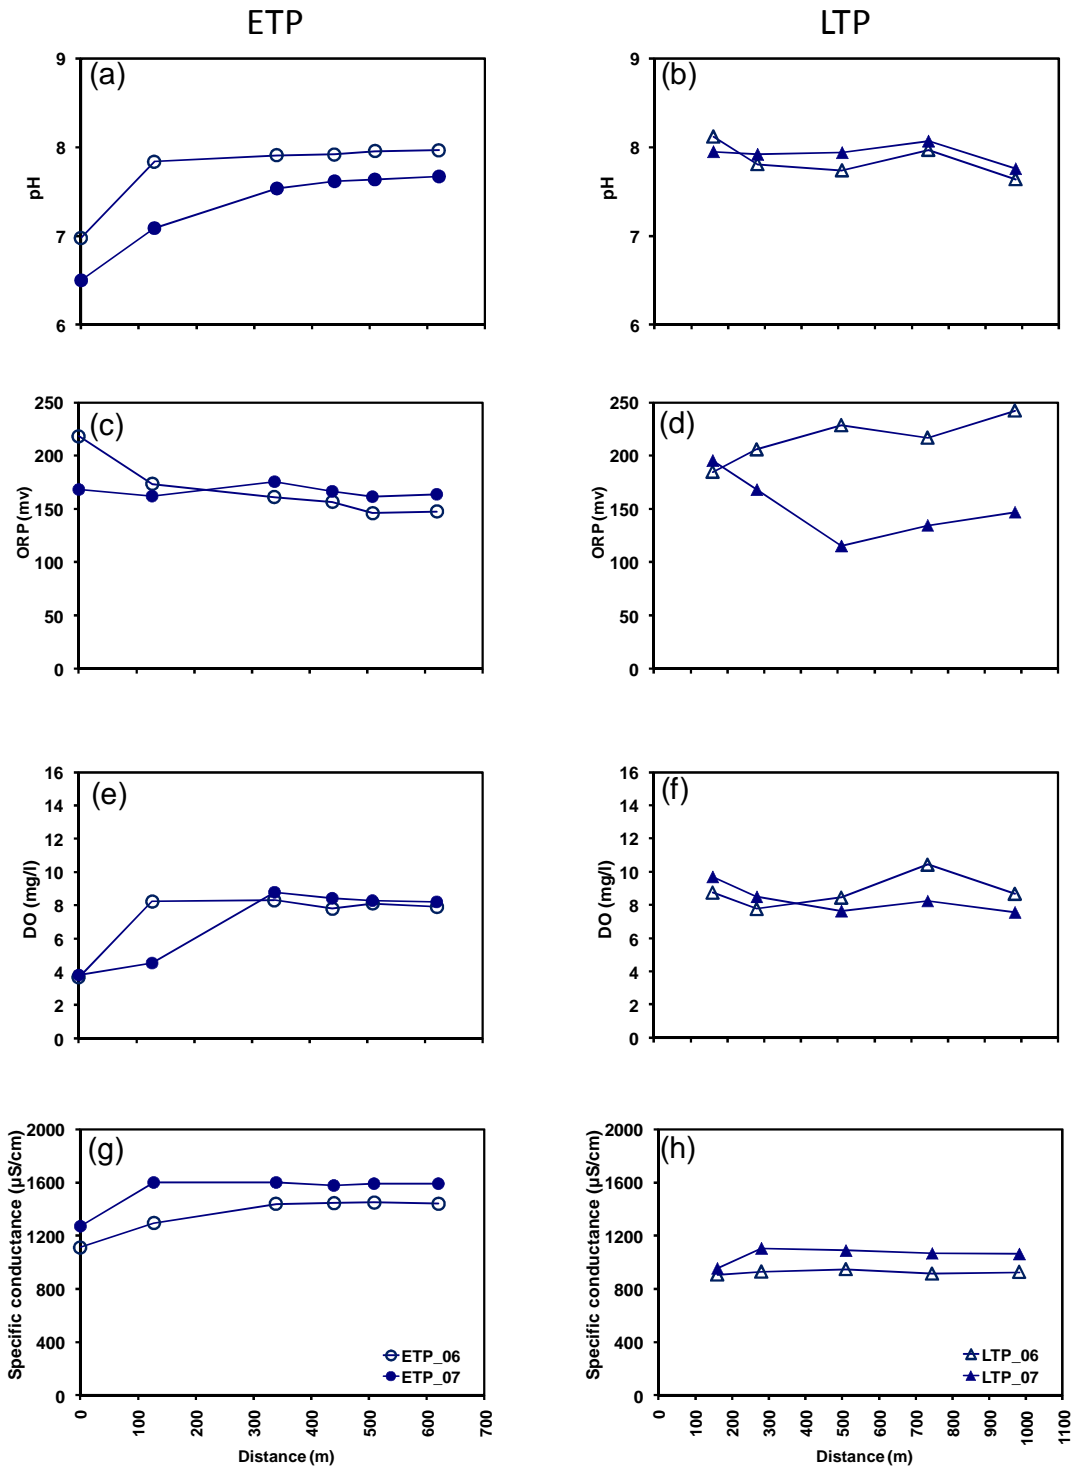 ETP
LTP
(a)
9
8
7
6
pH
(b)
9
8
7
6
pH
(c)
250
200
150
100
50
0
ORP (mv)
(d)
250
200
150
100
50
0
ORP (mv)
(e)
16
14
12
10
8
6
4
2
0
DO (mg/l)
(f)
16
14
12
10
8
6
4
2
0
DO (mg/l)
(g)
2000
1600
1200
800
400
0
Specific conductance (µS/cm)
ETP_06
ETP_07
0 100 200 300 400 500 600 700
Distance (m)
(h)
2000
1600
1200
800
400
0
Specific conductance (µS/cm)
LTP_06
LTP_07
0 100 200 300 400 500 600 700 800 900 1000 1100
Distance (m)